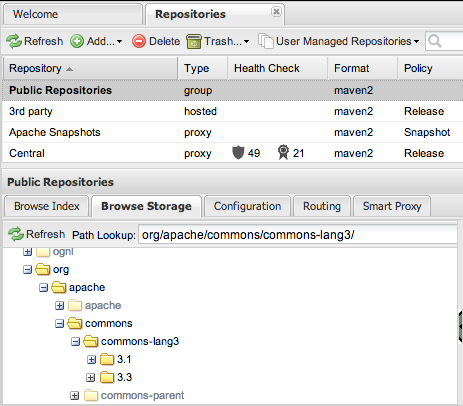 Welcome Repositories
Refresh Add... Delete Trash... User Managed Repositories
Repository Type Health Check Format Policy
Public Repositories group maven2
3rd party hosted maven2 Release
Apache Snapshots proxy maven2 Snapshot
Central proxy 49 21 maven2 Release
Public Repositories
Browse Index Browse Storage Configuration Routing Smart Proxy
Refresh Path Lookup: org/apache/commons/commons-lang3/
ognl
org
apache
apache
commons
commons-lang3
3.1
3.3
commons-parent